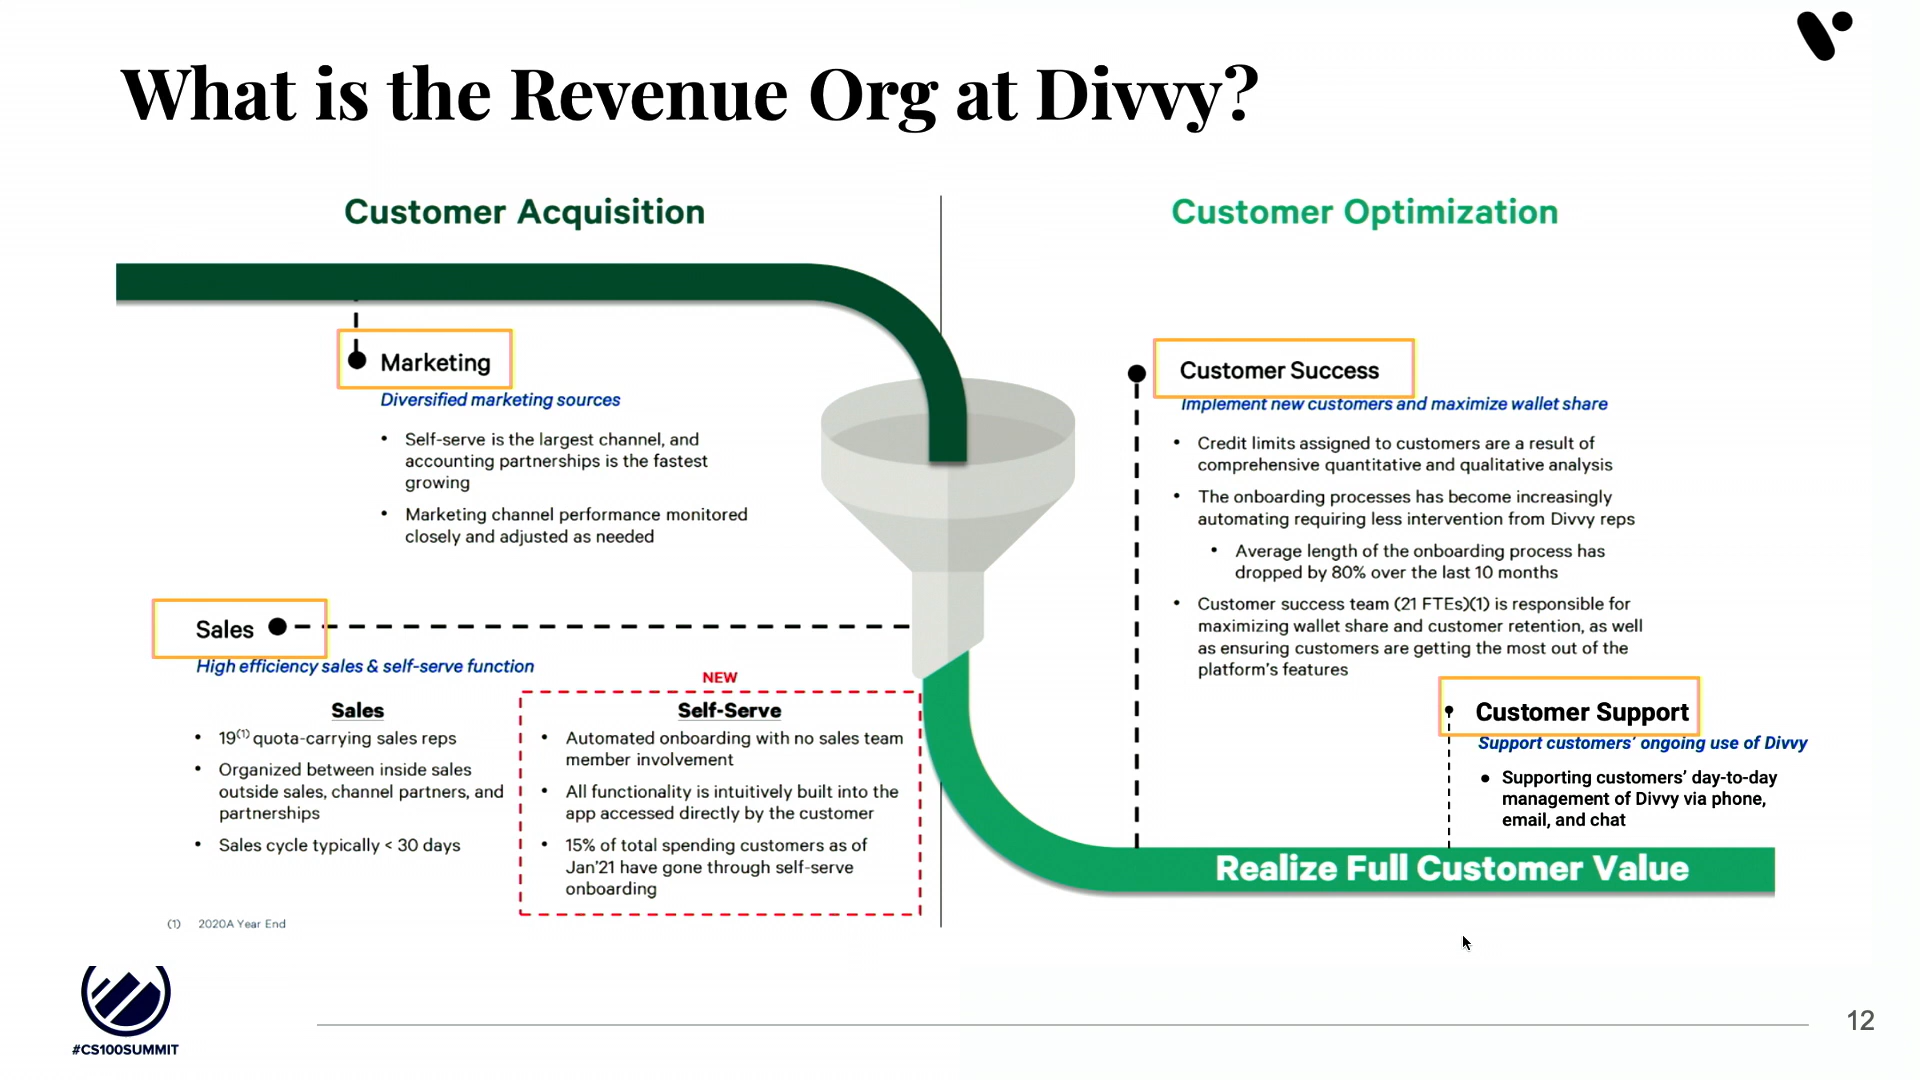 What is the Revenue Org at Divvy?
Customer Acquisition
Marketing
Diversified marketing sources
• Self-serve is the largest channel, and
accounting partnerships is the fastest
growing
• Marketing channel performance monitored
closely and adjusted as needed
Sales
High efficiency sales & self-serve function
Sales
• 19(1) quota-carrying sales reps
• Organized between inside sales
outside sales, channel partners, and
partnerships
• Sales cycle typically < 30 days
NEW
Self-Serve
• Automated onboarding with no sales team
member involvement
• All functionality is intuitively built into the
app accessed directly by the customer
• 15% of total spending customers as of
Jan'21 have gone through self-serve
onboarding
(1) 2020A Year End
Customer Optimization
Customer Success
Implement new customers and maximize wallet share
• Credit limits assigned to customers are a result of
comprehensive quantitative and qualitative analysis
• The onboarding processes has become increasingly
automating requiring less intervention from Divvy reps
• Average length of the onboarding process has
dropped by 80% over the last 10 months
• Customer success team (21 FTEs)(1) is responsible for
maximizing wallet share and customer retention, as well
as ensuring customers are getting the most out of the
platform's features
Customer Support
Support customers' ongoing use of Divvy
• Supporting customers' day-to-day
management of Divvy via phone,
email, and chat
Realize Full Customer Value
#CS100SUMMIT
12